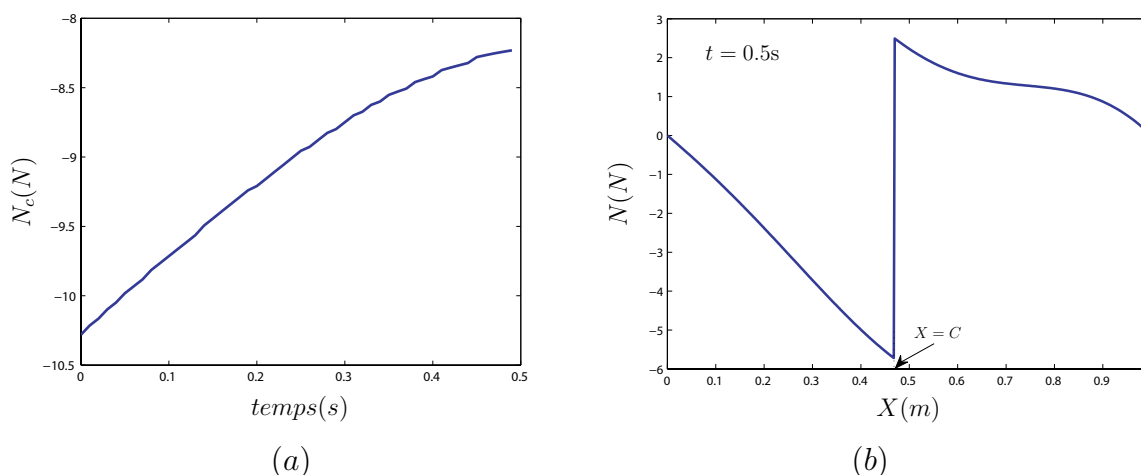 −8
−8.5
−9
−9.5
−10
−10.5
0 0.1 0.2 0.3 0.4 0.5
N_c(N)
temps(s)
(a)
3
2
1
0
−1
−2
−3
−4
−5
−6
0 0.1 0.2 0.3 0.4 0.5 0.6 0.7 0.8 0.9
t = 0.5s
X = C
N(N)
X(m)
(b)